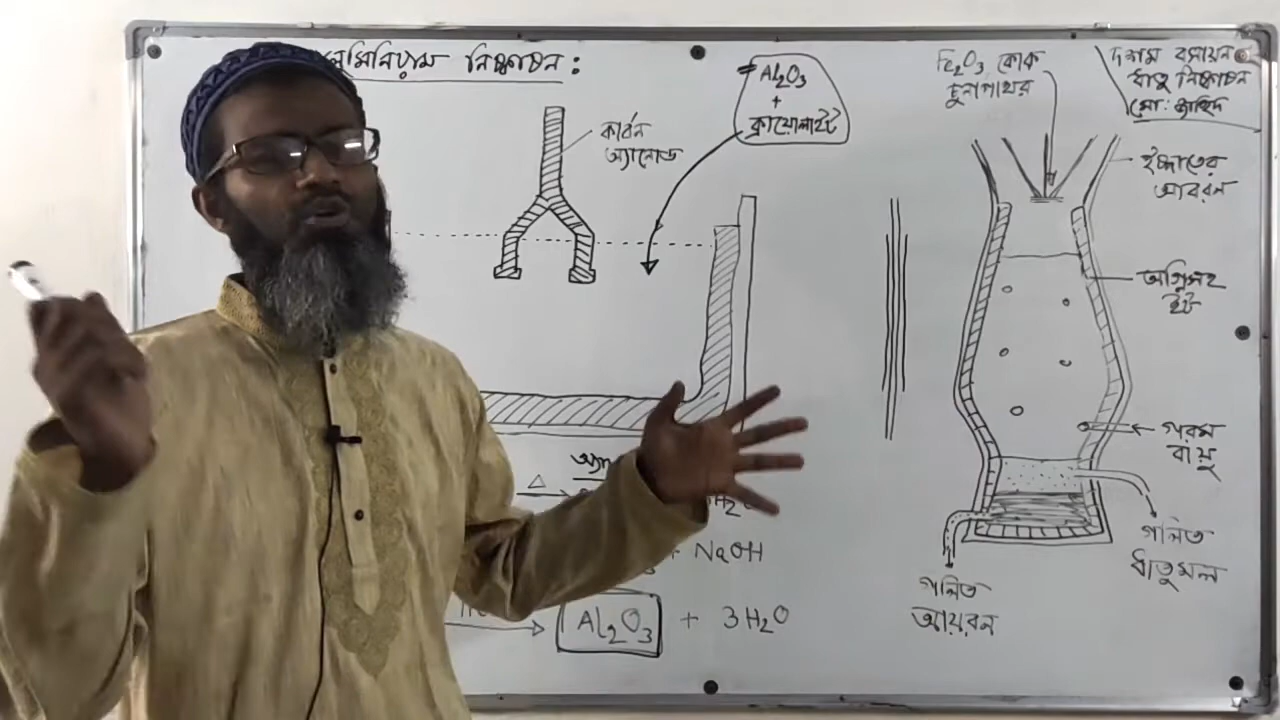 নিষ্কাশন :
Al₂O₃
+
ক্রায়োলাইট
কার্বন
অ্যানোড
Fe₂O₃ কোক
চুনাপাথর
দশম রসায়ন
ধাতু নিষ্কাশন
মো: জাহিদ
ইস্পাতের
আবরন
অগ্নিসহ
ইট
গরম
বায়ু
গলিত
ধাতুমল
গলিত
আয়রন
Δ
+ NaOH
Al₂O₃ + 3H₂O